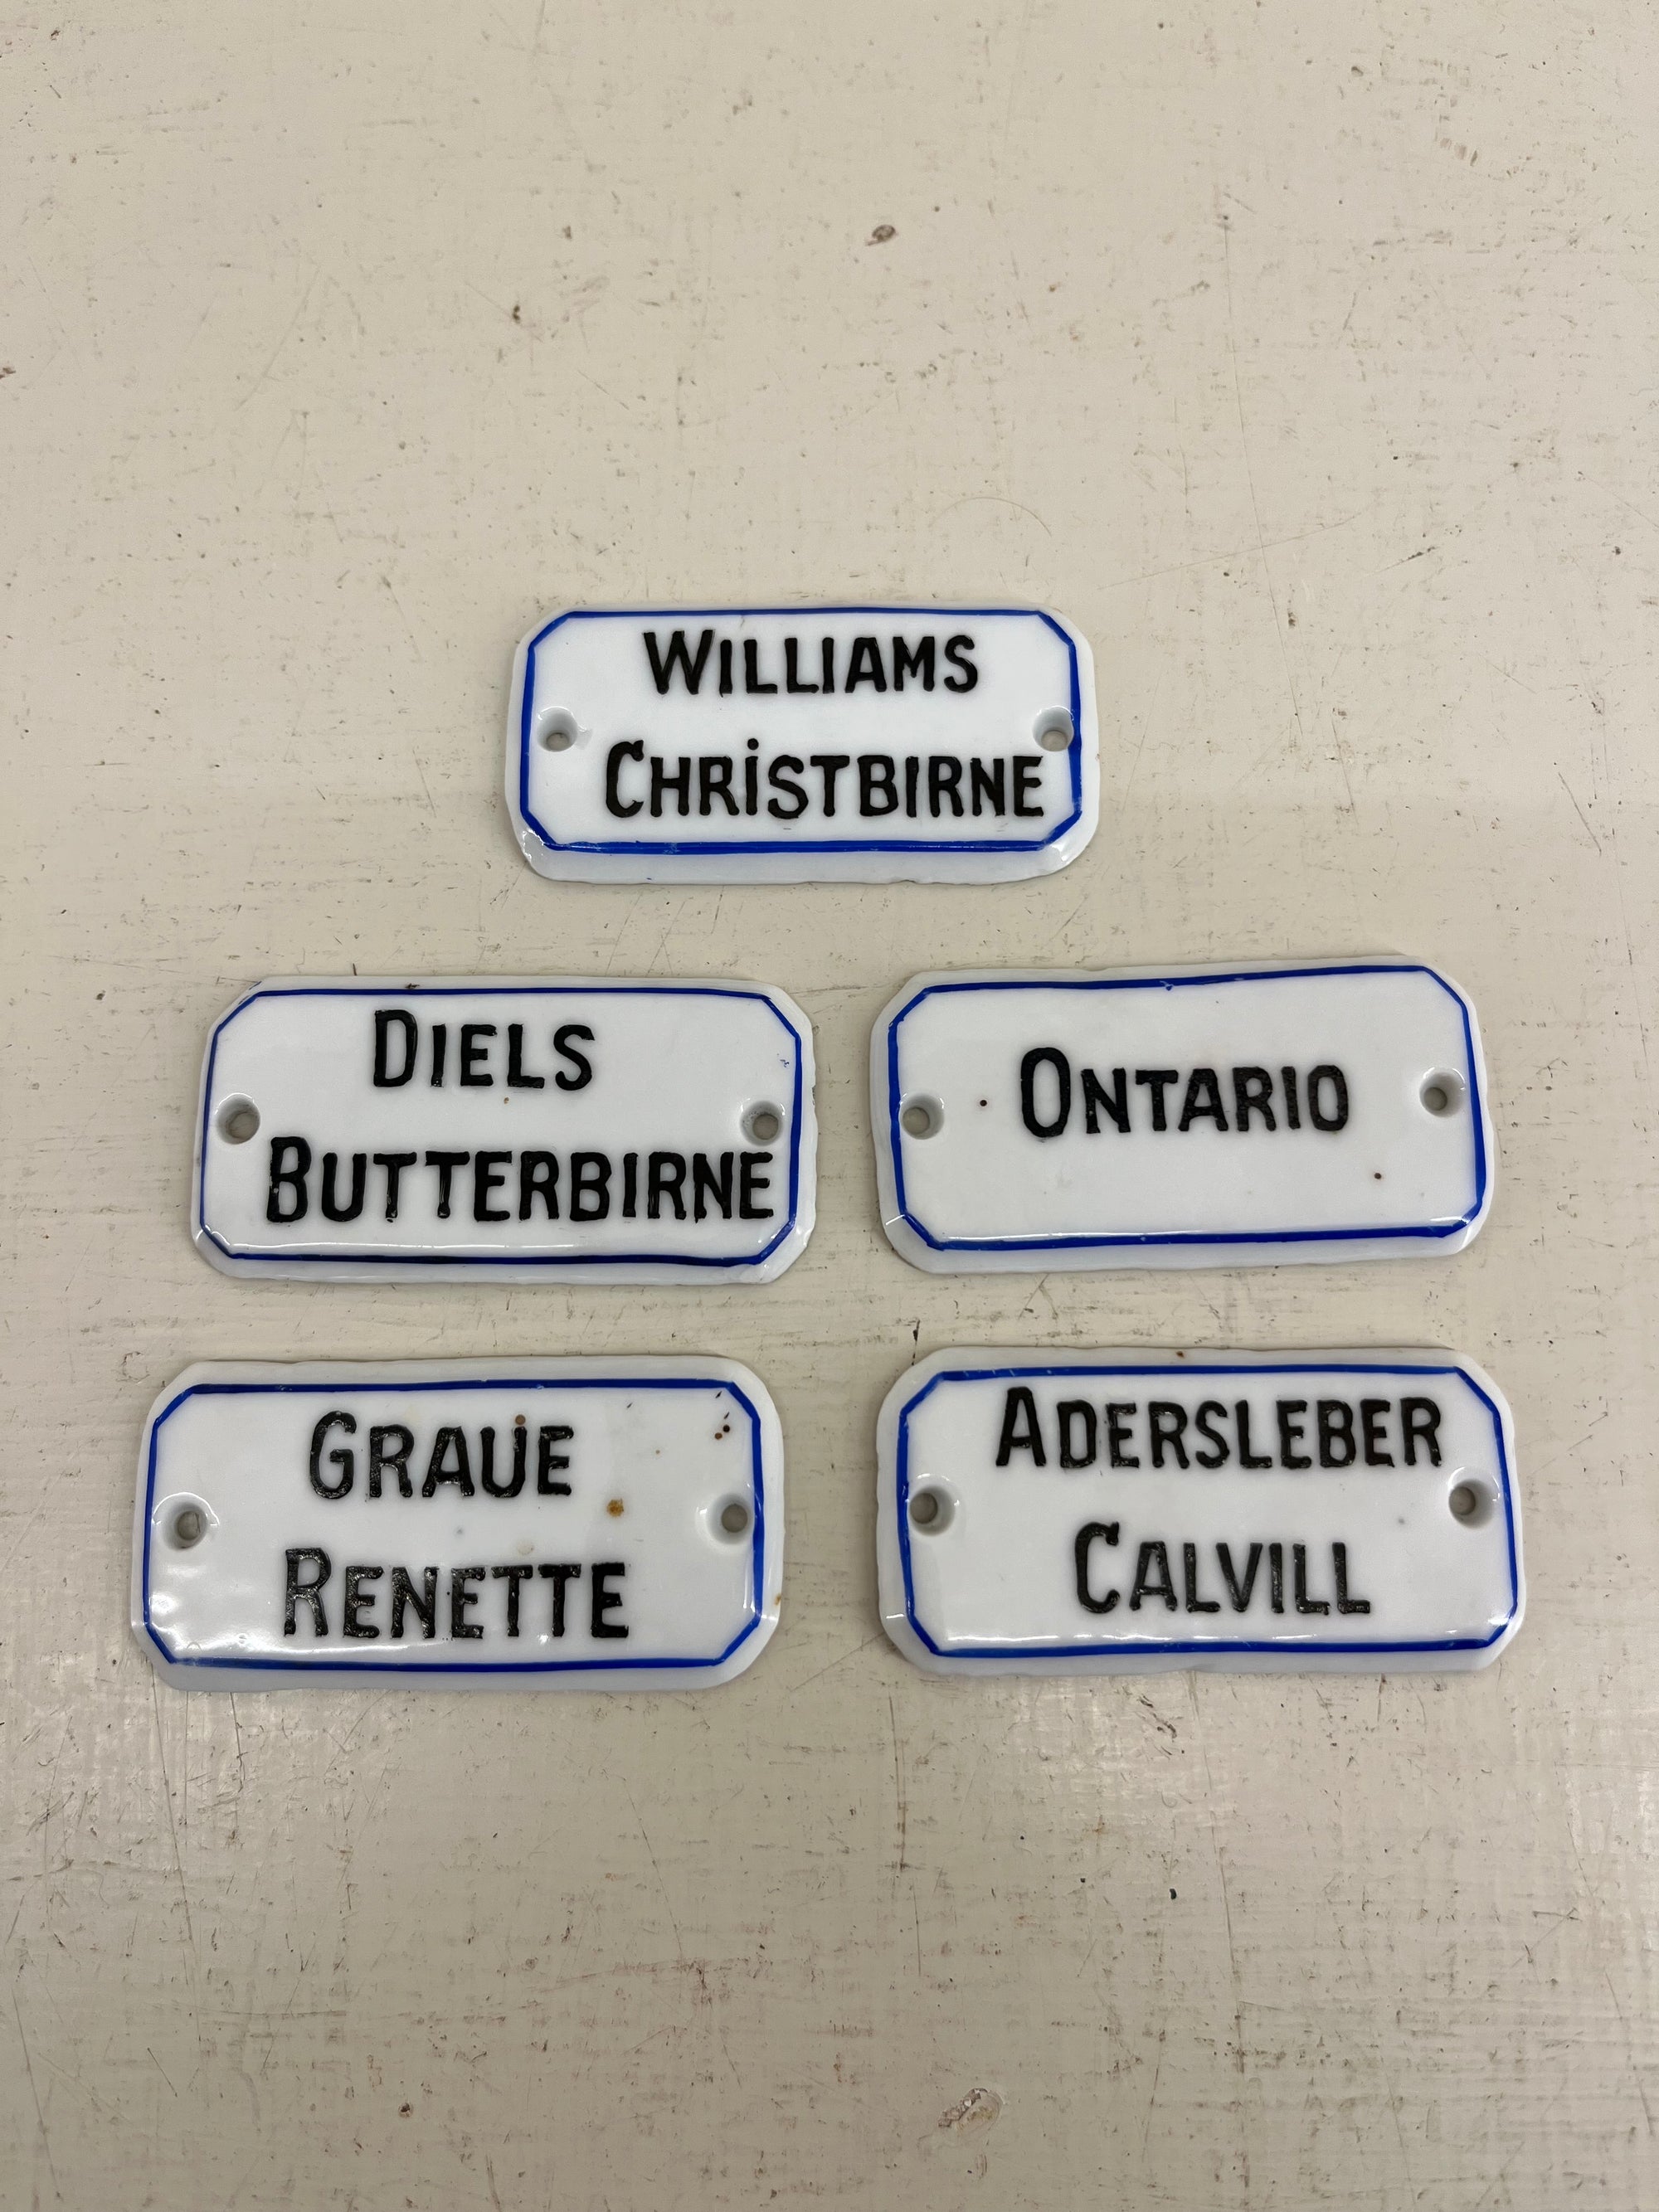 WILLIAMS
CHRiSTBIRNE
DIELS
BUTTERBIRNE
ONTARIO
GRAUE
RENETTE
ADERSLEBER
CALVILL